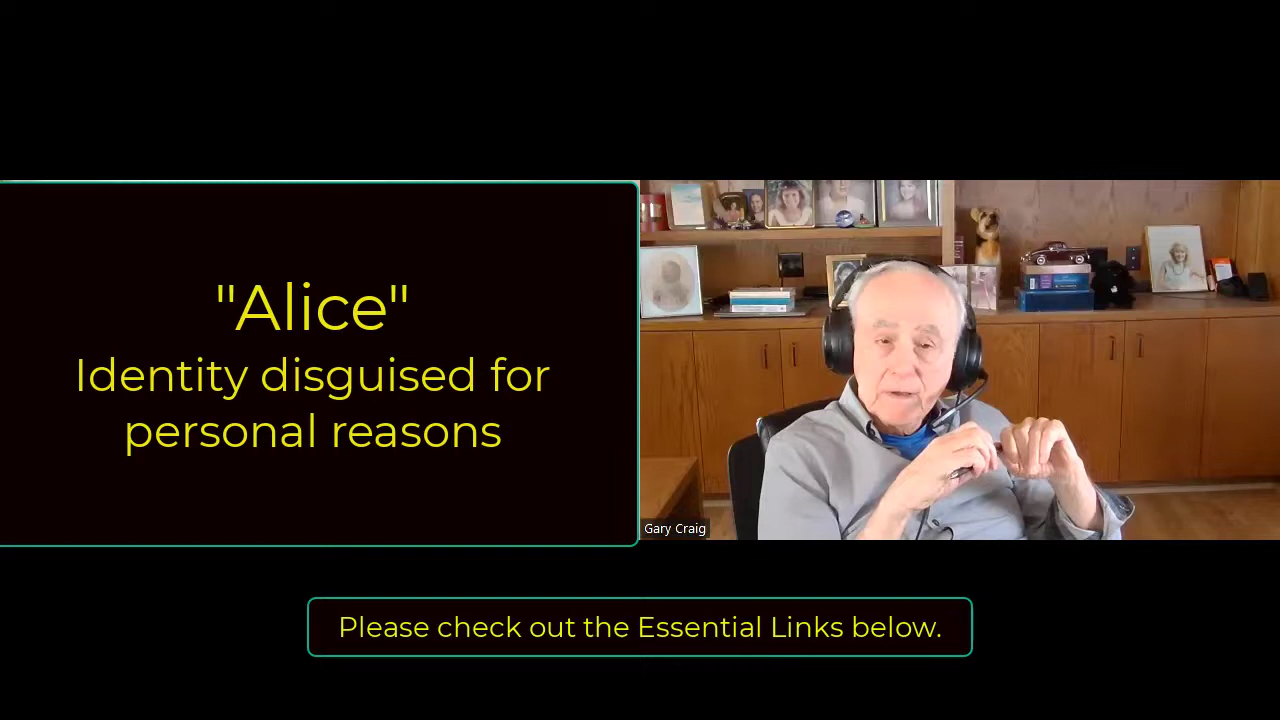 "Alice"
Identity disguised for
personal reasons
Gary Craig
Please check out the Essential Links below.